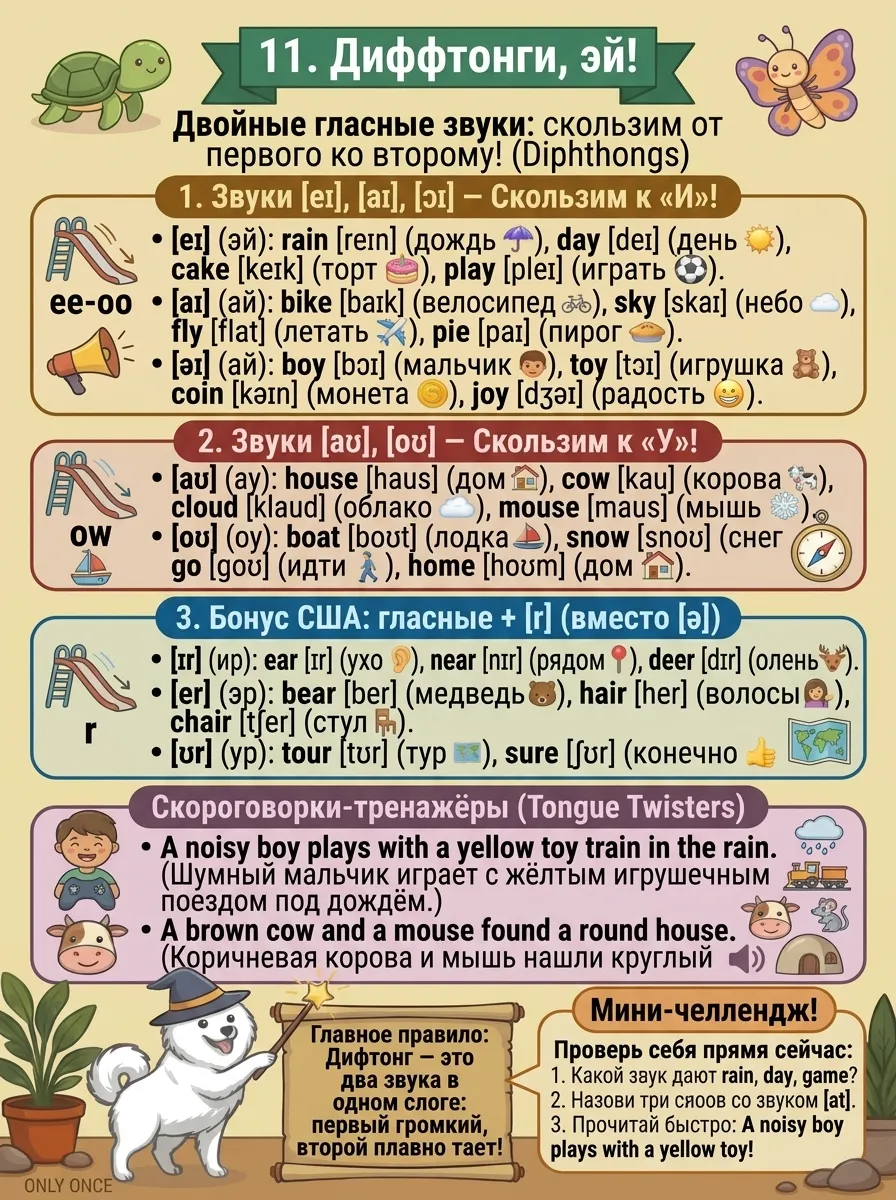 11. Диффтонги, эй!
Двойные гласные звуки: скользим от
первого ко второму! (Diphthongs)
1. Звуки [eɪ], [aɪ], [ɔɪ] — Скользим к «И»!
ee-oo
• [eɪ] (эй): rain [reɪn] (дождь ☂️), day [deɪ] (день ☀️),
cake [keɪk] (торт 🎂), play [pleɪ] (играть ⚽).
• [aɪ] (ай): bike [baɪk] (велосипед 🚲), sky [skaɪ] (небо ☁️),
fly [flat] (летать ✈️), pie [paɪ] (пирог 🥧).
• [əɪ] (ай): boy [bɔɪ] (мальчик 👦), toy [tɔɪ] (игрушка 🧸),
coin [kəɪn] (монета 🪙), joy [dʒəɪ] (радость 😀).
2. Звуки [aʊ], [oʊ] — Скользим к «У»!
ow
• [aʊ] (ау): house [haus] (дом 🏠), cow [kau] (корова 🐄),
cloud [klaud] (облако ☁️), mouse [maus] (мышь ❄️),
• [oʊ] (оу): boat [boʊt] (лодка ⛵), snow [snoʊ] (снег
go [goʊ] (идти 🚶), home [hoʊm] (дом 🏠).
3. Бонус США: гласные + [r] (вместо [ə])
r
• [ɪr] (ир): ear [ɪr] (ухо 👂), near [nɪr] (рядом 📍), deer [dɪr] (олень 🦌).
• [er] (эр): bear [ber] (медведь 🐻), hair [her] (волосы 💁‍♀️),
chair [tʃer] (стул 🪑).
• [ʊr] (ур): tour [tʊr] (тур 🗺️), sure [ʃʊr] (конечно 👍
Скороговорки-тренажёры (Tongue Twisters)
• A noisy boy plays with a yellow toy train in the rain.
(Шумный мальчик играет с жёлтым игрушечным
поездом под дождём.)
• A brown cow and a mouse found a round house.
(Коричневая корова и мышь нашли круглый
Главное правило:
Дифтонг — это
два звука в
одном слоге:
первый громкий,
второй плавно тает!
Мини-челлендж!
Проверь себя прямя сейчас:
1. Какой звук дают rain, day, game?
2. Назови три сяоов со звуком [at].
3. Прочитай быстро: A noisy boy
plays with a yellow toy!
ONLY ONCE